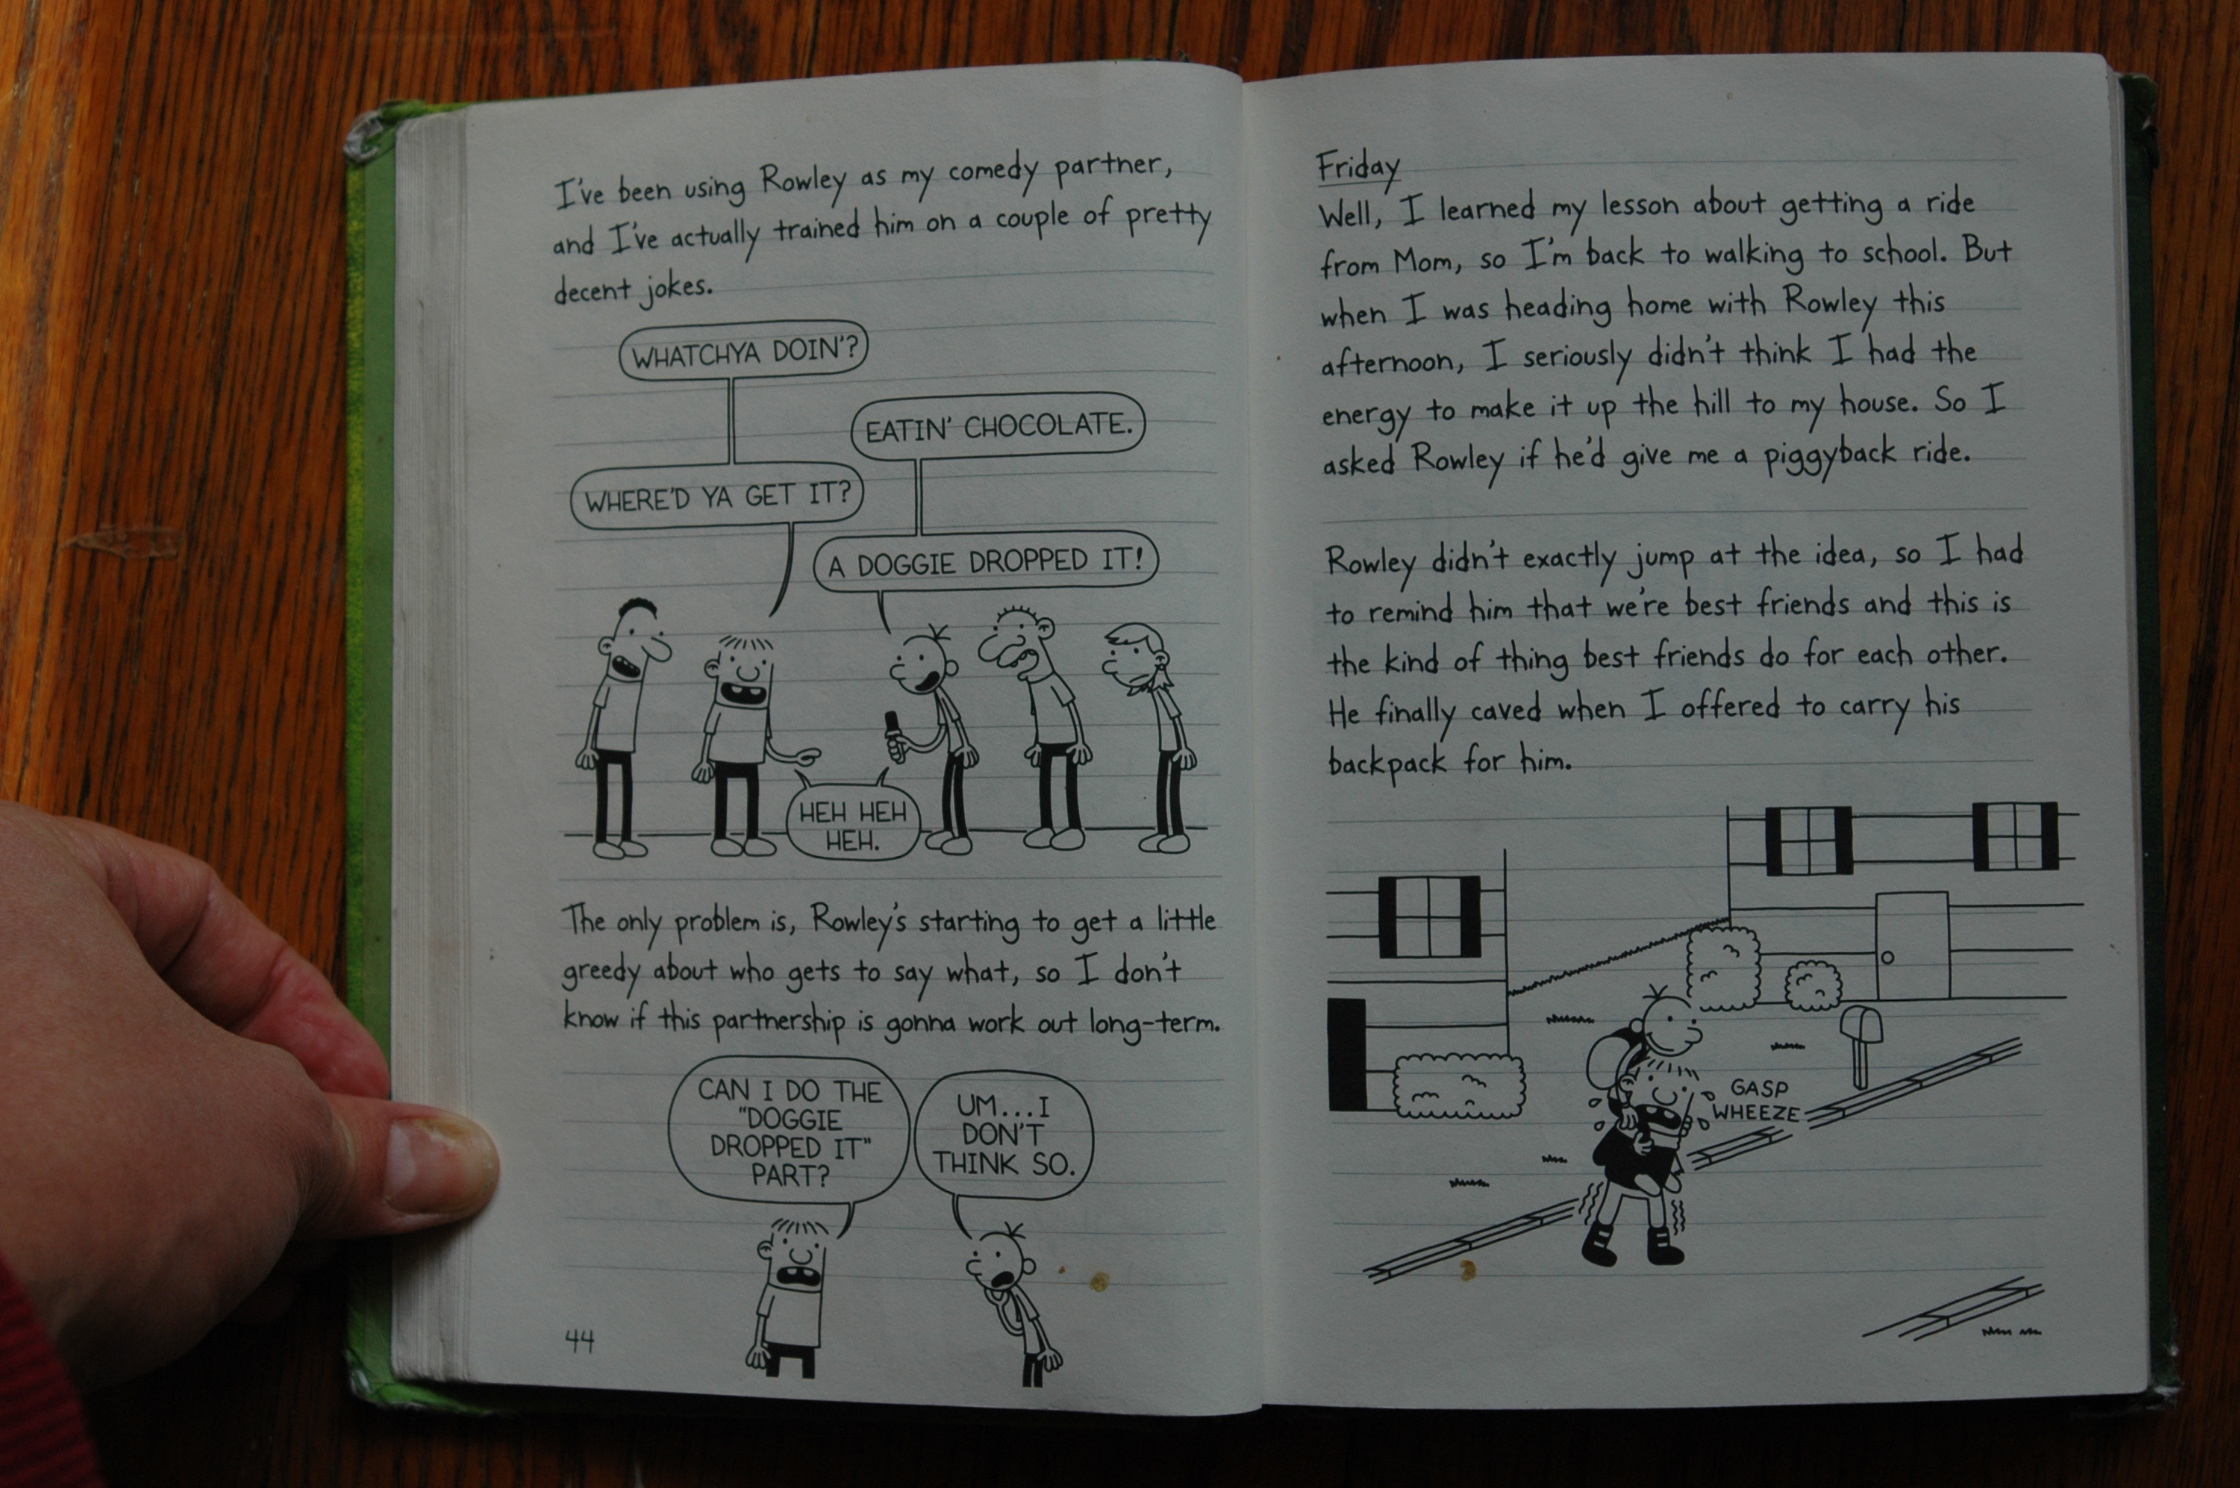 I've been using Rowley as my comedy partner,
and I've actually trained him on a couple of pretty
decent jokes.
WHATCHYA DOIN'?
EATIN' CHOCOLATE.
WHERE'D YA GET IT?
A DOGGIE DROPPED IT!
HEH HEH
HEH.
The only problem is, Rowley's starting to get a little
greedy about who gets to say what, so I don't
know if this partnership is gonna work out long-term.
CAN I DO THE
"DOGGIE
DROPPED IT"
PART?
UM...I
DON'T
THINK SO.
44
Friday
Well, I learned my lesson about getting a ride
from Mom, so I'm back to walking to school. But
when I was heading home with Rowley this
afternoon, I seriously didn't think I had the
energy to make it up the hill to my house. So I
asked Rowley if he'd give me a piggyback ride.
Rowley didn't exactly jump at the idea, so I had
to remind him that we're best friends and this is
the kind of thing best friends do for each other.
He finally caved when I offered to carry his
backpack for him.
GASP
WHEEZE